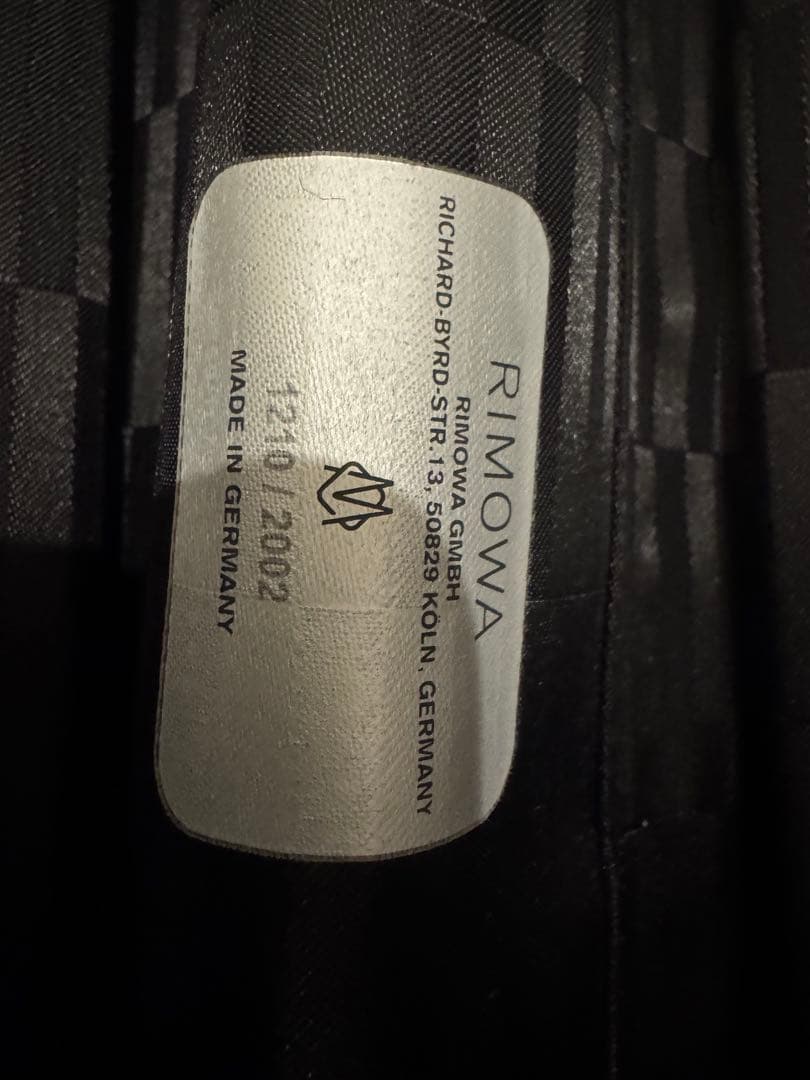 RIMOWA
RIMOWA GMBH
RICHARD-BYRD-STR.13, 50829 KÖLN, GERMANY
1210 / 2002
MADE IN GERMANY